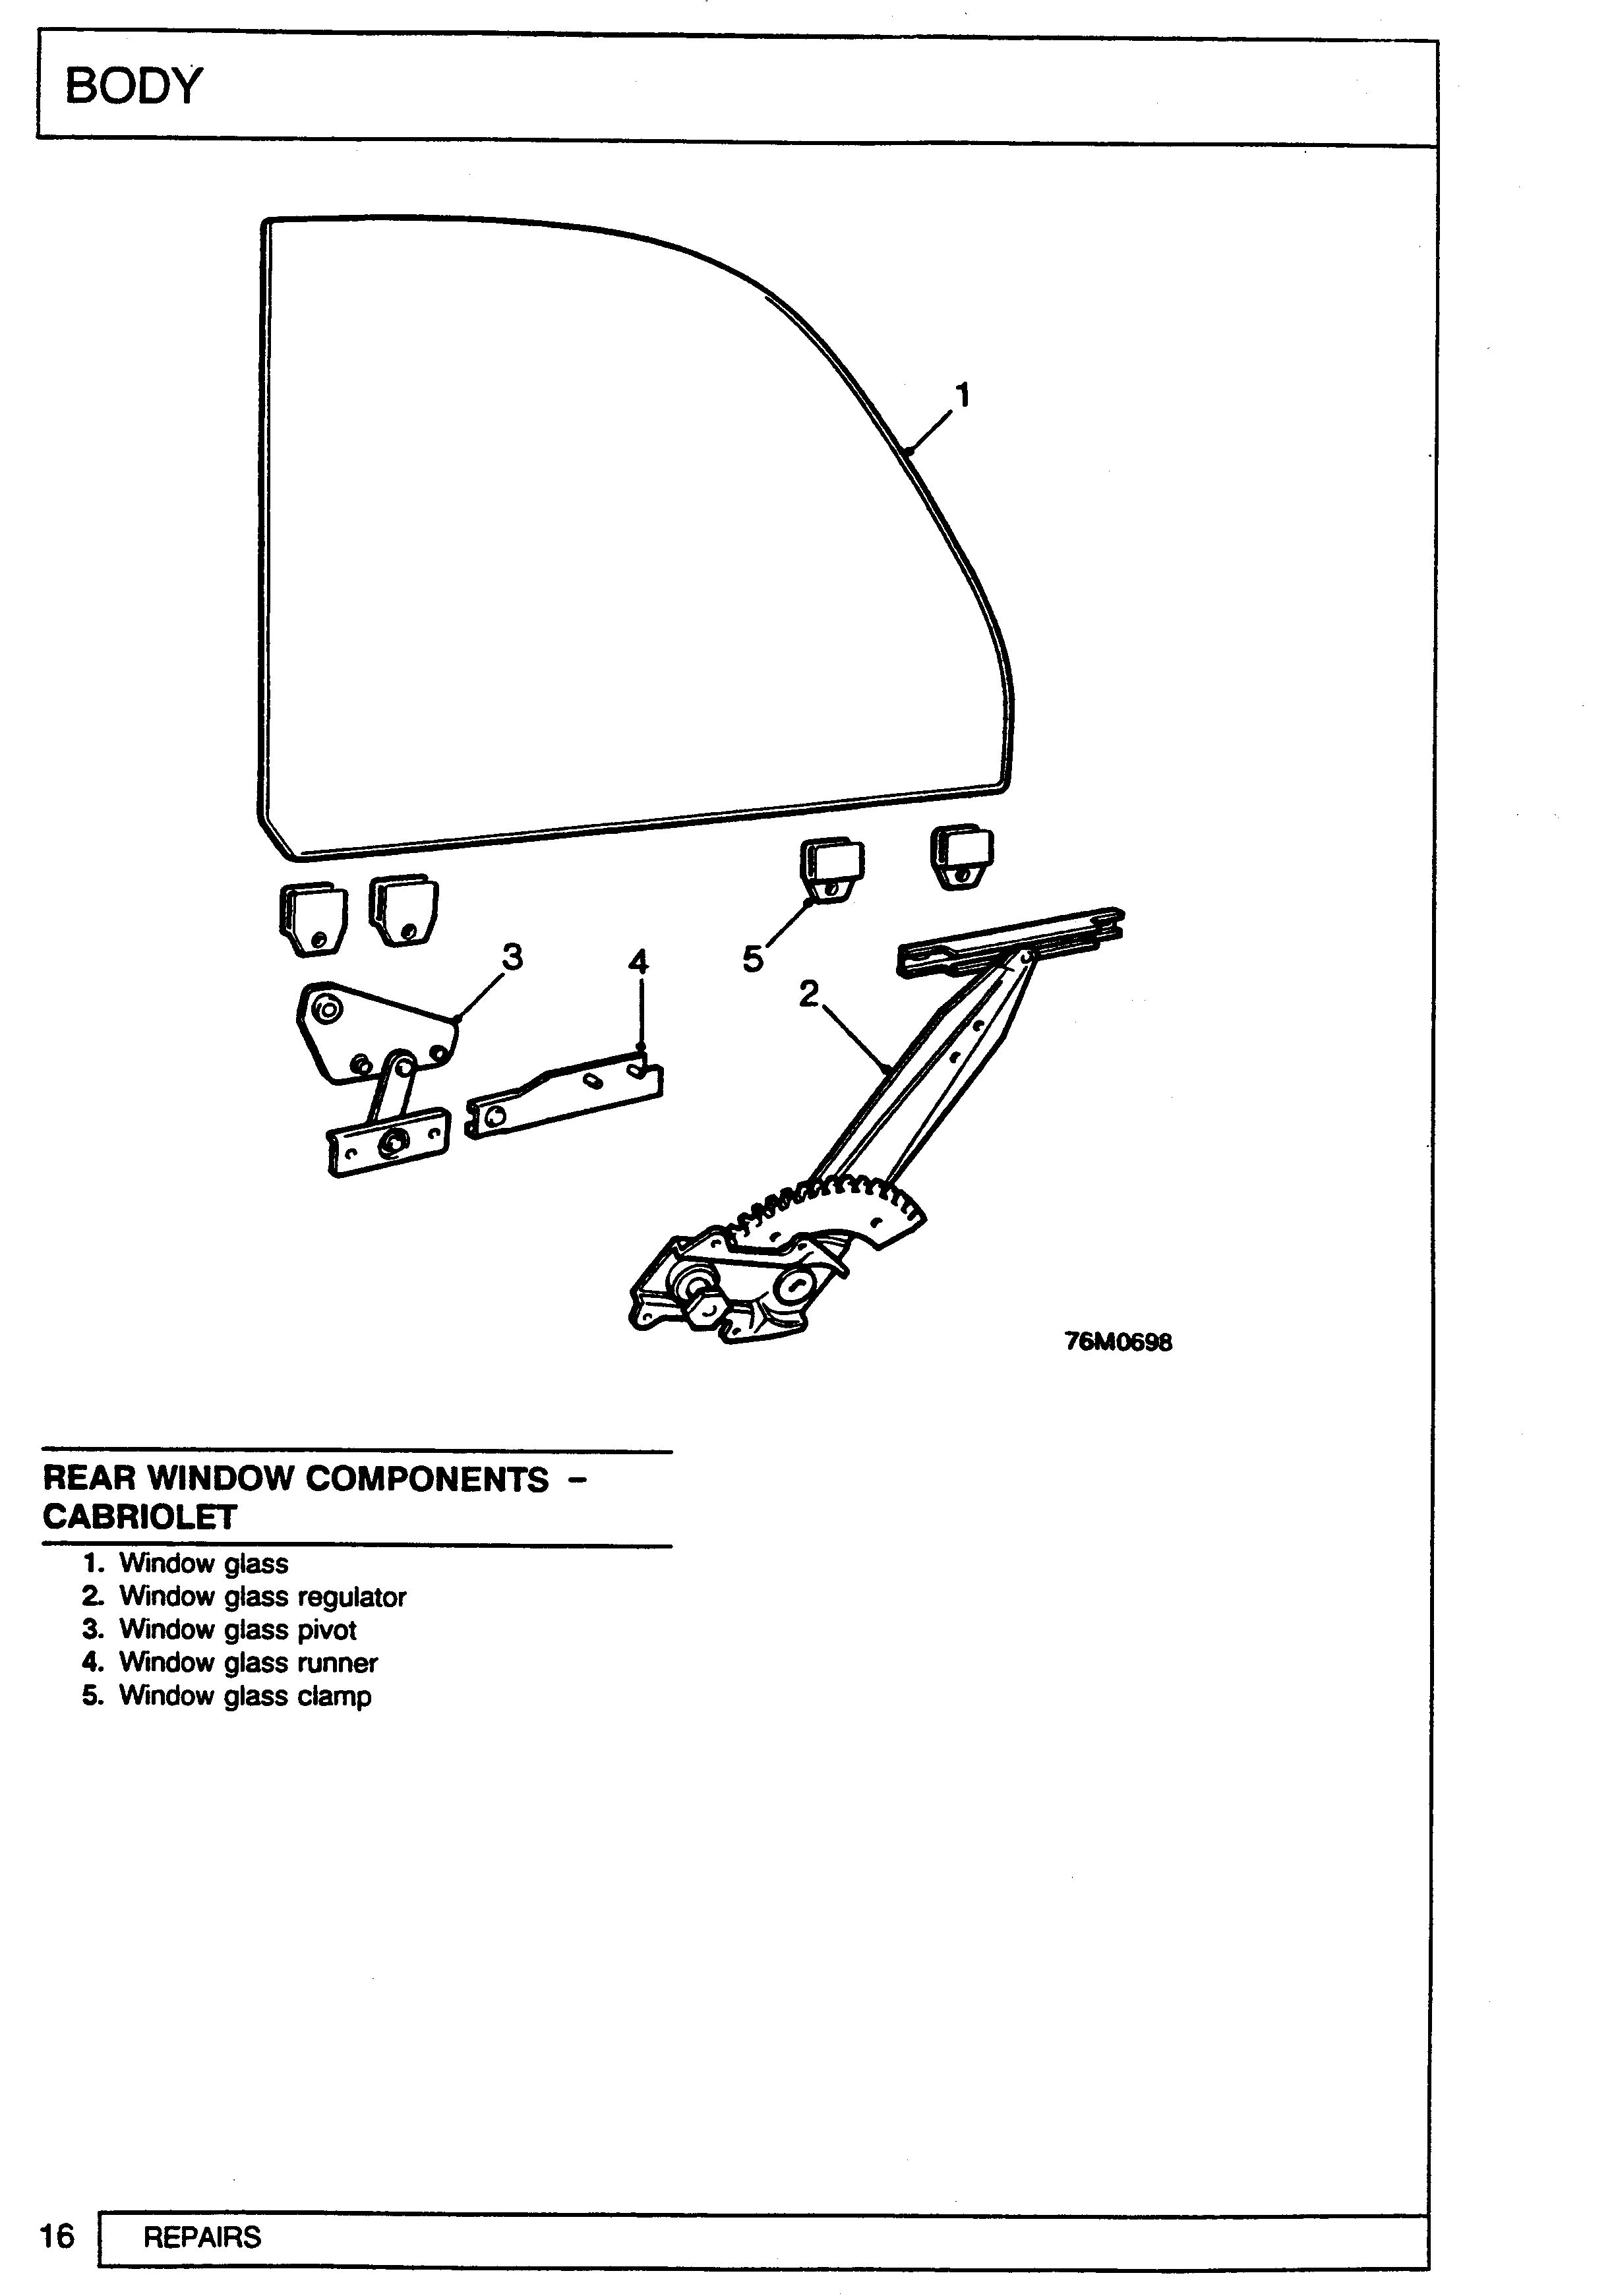 BODY
1
3
4
5
2
76M0698
REAR WINDOW COMPONENTS -
CABRIOLET
1. Window glass
2. Window glass regulator
3. Window glass pivot
4. Window glass runner
5. Window glass clamp
16 REPAIRS